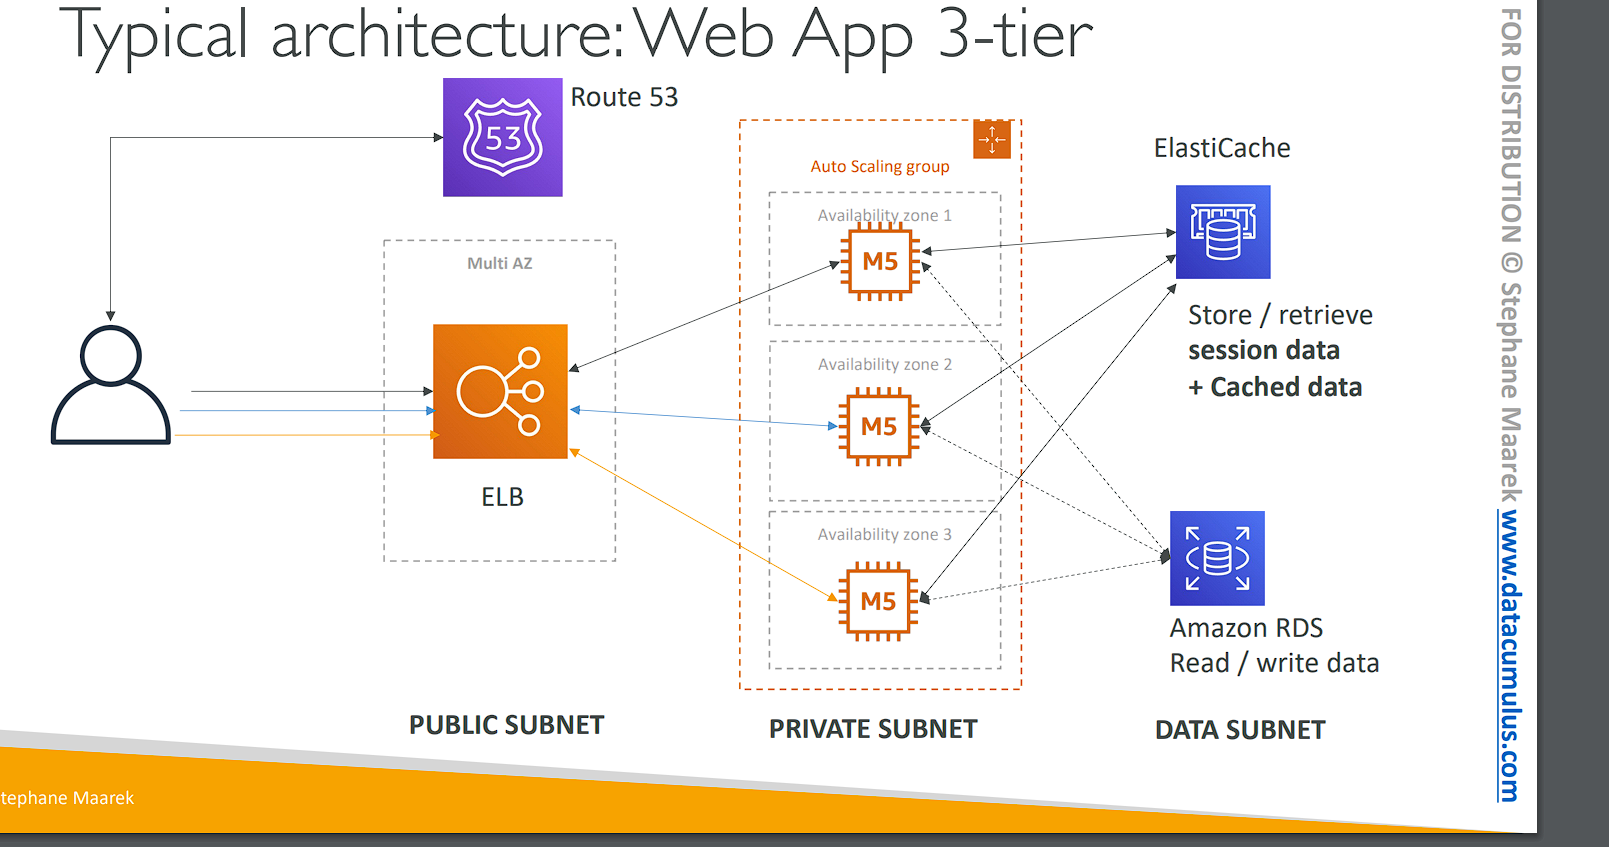 Typical architecture: Web App 3-tier
Route 53
53
Auto Scaling group
Availability zone 1
M5
Multi AZ
ELB
Availability zone 2
M5
Availability zone 3
M5
ElastiCache
Store / retrieve
session data
+ Cached data
Amazon RDS
Read / write data
PUBLIC SUBNET
PRIVATE SUBNET
DATA SUBNET
tephane Maarek
FOR DISTRIBUTION © Stephane Maarek www.datacumulus.com